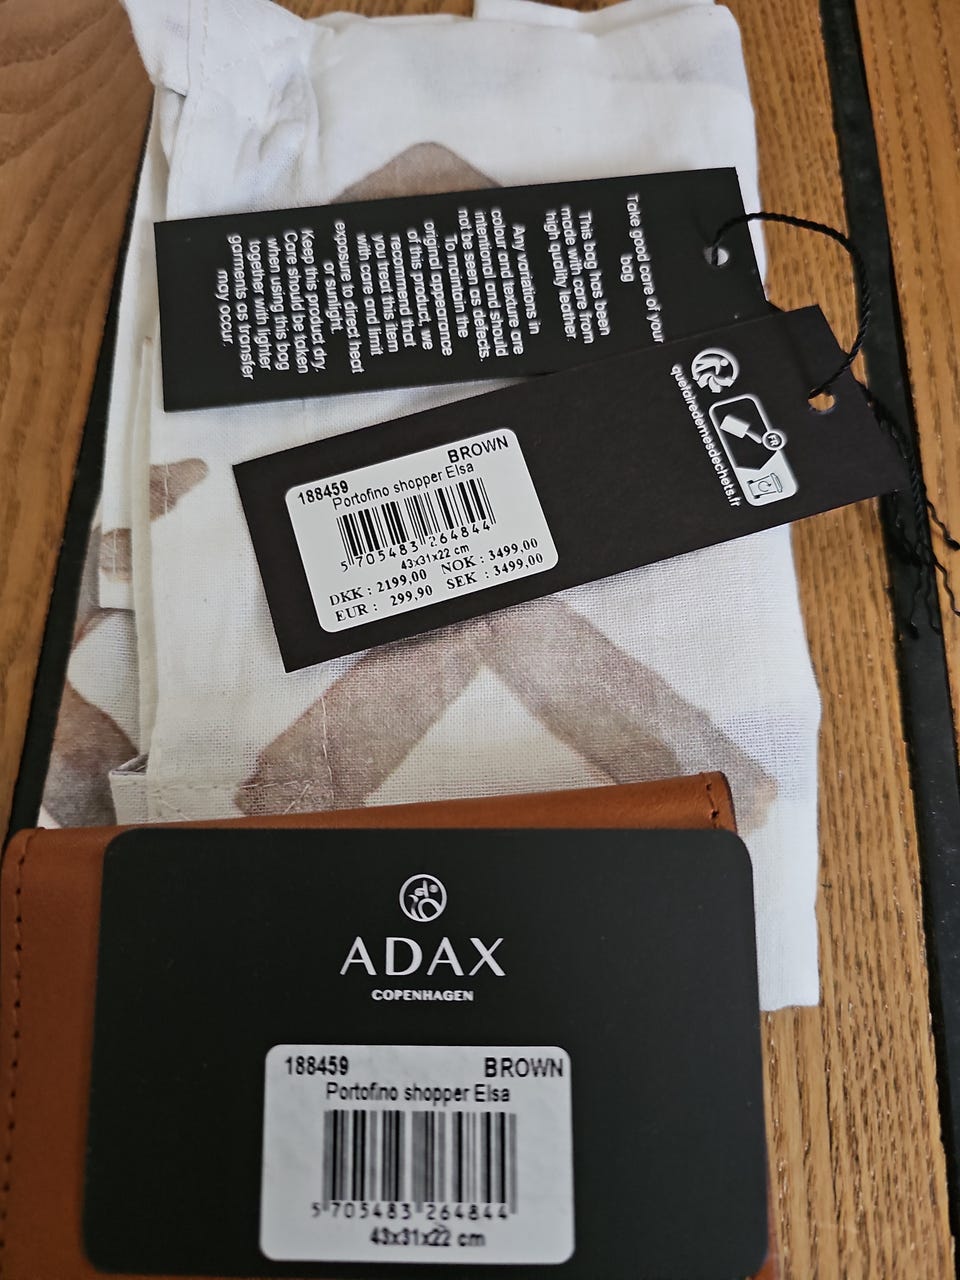 Take good care of your
bag
This bag has been
made with care from
high quality leather.
Any variations in
colour and texture are
intentional and should
not be seen as defects.
To maintain the
original appearance
of this product, we
recommend that
you treat this item
with care and limit
exposure to direct heat
or sunlight.
Keep this product dry.
Care should be taken
when using this bag
together with lighter
garments as transfer
may occur
quefairedemesdechets.fr
FR
188459 BROWN
Portofino shopper Elsa
5 705483 264844
43x31x22 cm
DKK : 2199,00 NOK : 3499,00
EUR : 299,90 SEK : 3499,00
ADAX
COPENHAGEN
188459 BROWN
Portofino shopper Elsa
5 705483 264844
43x31x22 cm